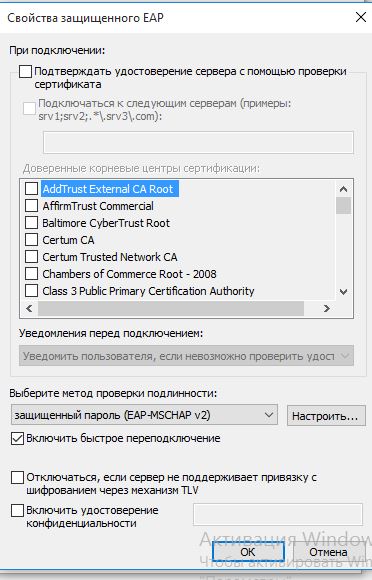 Свойства защищенного EAP
При подключении:
Подтверждать удостоверение сервера с помощью проверки
сертификата
Подключаться к следующим серверам (примеры:
srv1;srv2;.*\.srv3\.com):
Доверенные корневые центры сертификации:
AddTrust External CA Root
AffirmTrust Commercial
Baltimore CyberTrust Root
Certum CA
Certum Trusted Network CA
Chambers of Commerce Root - 2008
Class 3 Public Primary Certification Authority
Уведомления перед подключением:
Уведомить пользователя, если невозможно проверить удост
Выберите метод проверки подлинности:
защищенный пароль (EAP-MSCHAP v2)
Настроить...
Включить быстрое переподключение
Отключаться, если сервер не поддерживает привязку с
шифрованием через механизм TLV
Включить удостоверение
конфиденциальности
Активация Window
OK
Отмена
Чтобы активировать Win